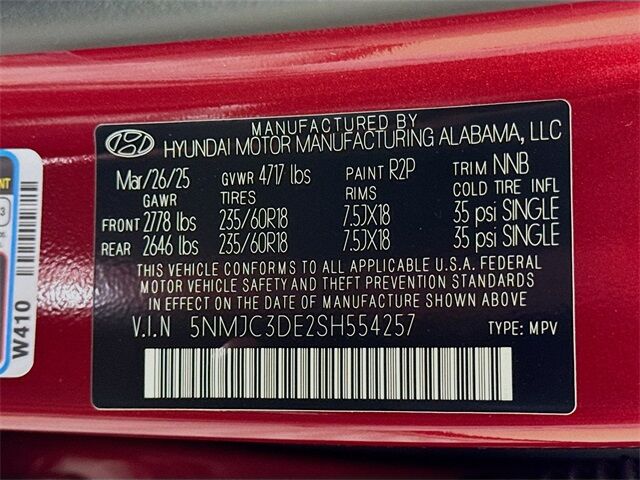 MANUFACTURED BY
HYUNDAI MOTOR MANUFACTURING ALABAMA, LLC
Mar/26/25 GVWR 4717 lbs PAINT R2P TRIM NNB
GAWR TIRES RIMS COLD TIRE INFL
FRONT 2778 lbs 235/60R18 7.5JX18 35 psi SINGLE
REAR 2646 lbs 235/60R18 7.5JX18 35 psi SINGLE
THIS VEHICLE CONFORMS TO ALL APPLICABLE U.S.A. FEDERAL
MOTOR VEHICLE SAFETY AND THEFT PREVENTION STANDARDS
IN EFFECT ON THE DATE OF MANUFACTURE SHOWN ABOVE.
V.I.N 5NMJC3DE2SH554257 TYPE: MPV
W410